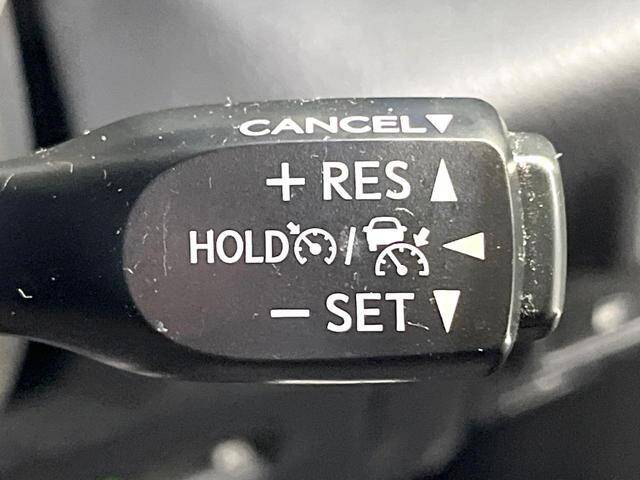 CANCEL▼
+ RES ▲
HOLD / ◀
− SET ▼